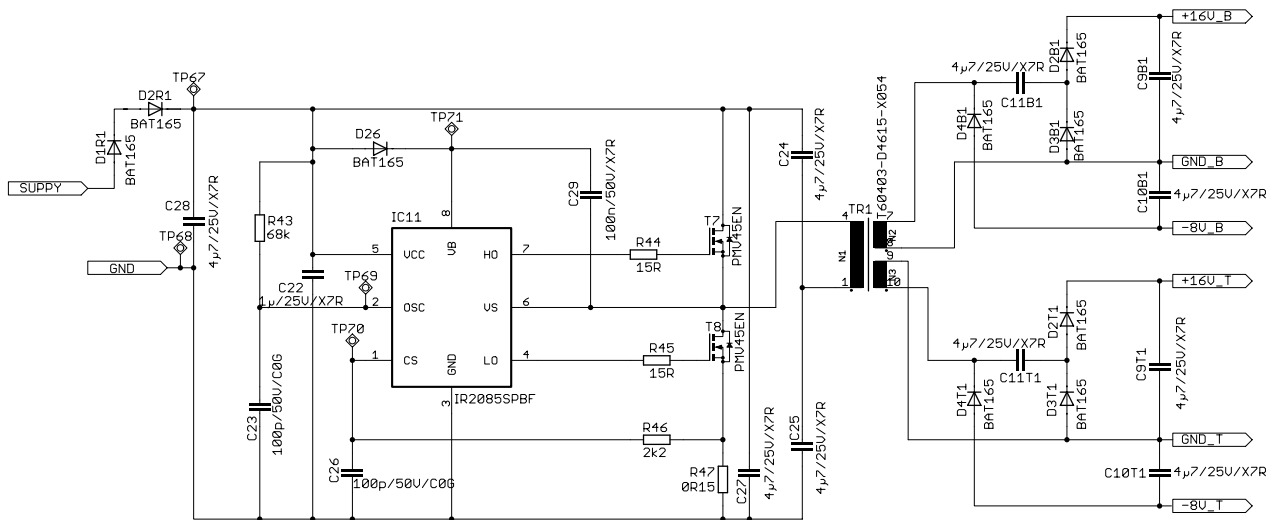 +16V_B
D2B1
BAT165
4µ7/25V/X7R
C11B1
C9B1
4µ7/25V/X7R
TP67
D2R1
BAT165
D1R1
BAT165
SUPPY
TP71
D26
BAT165
C24
4µ7/25V/X7R
T60403-D4615-X054
D4B1
BAT165
D3B1
BAT165
GND_B
C28
4µ7/25V/X7R
TP68
GND
R43
68k
C29
100n/50V/X7R
IC11
8
VB
5
VCC
HO
7
R44
15R
T7
PMV45EN
TR1
4
7
N1
N2
8
9
N3
1
10
C10B1
4µ7/25V/X7R
-8V_B
C22
1µ/25V/X7R
TP69
2
OSC
VS
6
TP70
1
CS
GND
LO
4
3
IR2085SPBF
R45
15R
T8
PMV45EN
+16V_T
D2T1
BAT165
4µ7/25V/X7R
C11T1
C9T1
4µ7/25V/X7R
D4T1
BAT165
D3T1
BAT165
C23
100p/50V/C0G
C26
100p/50V/C0G
R46
2k2
R47
0R15
C27
4µ7/25V/X7R
C25
4µ7/25V/X7R
GND_T
C10T1
4µ7/25V/X7R
-8V_T